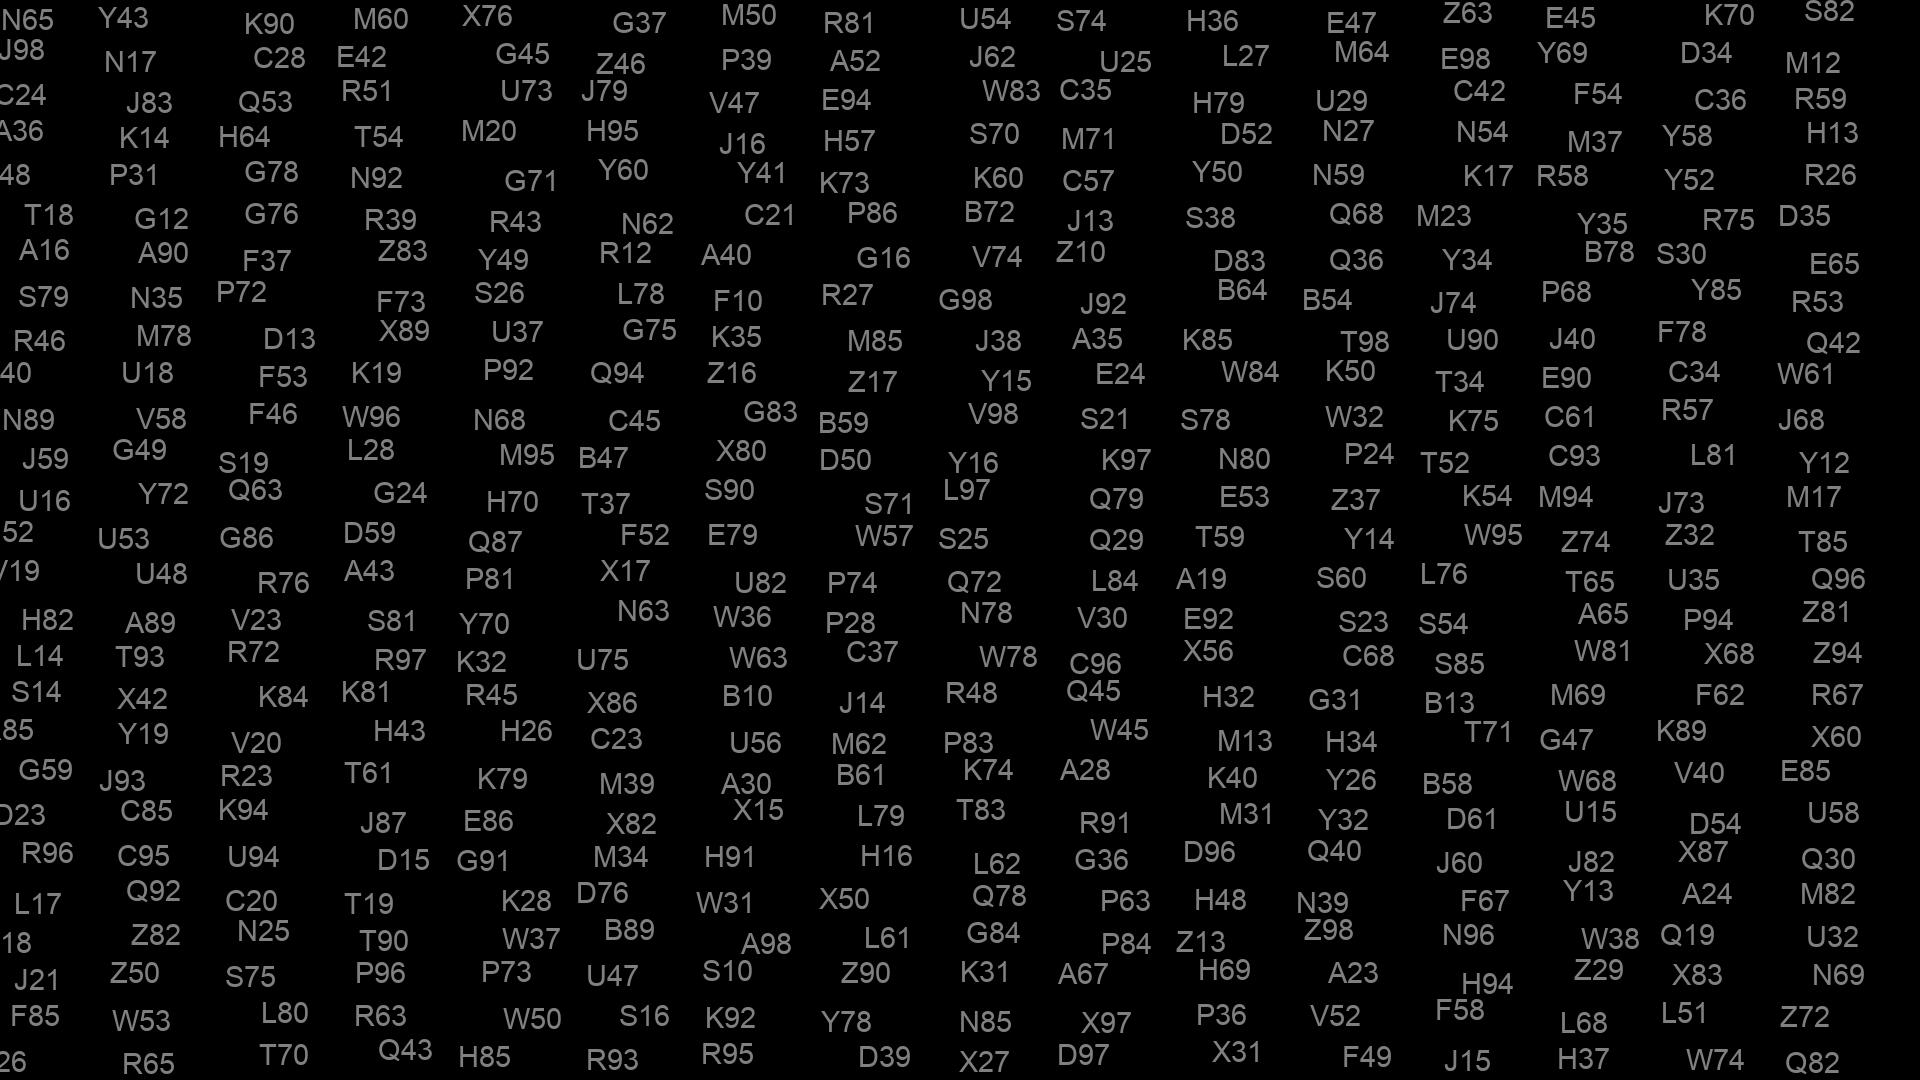 N65 Y43 K90 M60 X76 G37 M50 R81 U54 S74 H36 E47 Z63 E45 K70 S82
J98 N17 C28 E42 G45 Z46 P39 A52 J62 U25 L27 M64 E98 Y69 D34 M12
C24 J83 Q53 R51 U73 J79 V47 E94 W83 C35 H79 U29 C42 F54 C36 R59
A36 K14 H64 T54 M20 H95 J16 H57 S70 M71 D52 N27 N54 M37 Y58 H13
48 P31 G78 N92 G71 Y60 Y41 K73 K60 C57 Y50 N59 K17 R58 Y52 R26
T18 G12 G76 R39 R43 N62 C21 P86 B72 J13 S38 Q68 M23 Y35 R75 D35
A16 A90 F37 Z83 Y49 R12 A40 G16 V74 Z10 D83 Q36 Y34 B78 S30 E65
S79 N35 P72 F73 S26 L78 F10 R27 G98 J92 B64 B54 J74 P68 Y85 R53
R46 M78 D13 X89 U37 G75 K35 M85 J38 A35 K85 T98 U90 J40 F78 Q42
40 U18 F53 K19 P92 Q94 Z16 Z17 Y15 E24 W84 K50 T34 E90 C34 W61
N89 V58 F46 W96 N68 C45 G83 B59 V98 S21 S78 W32 K75 C61 R57 J68
J59 G49 S19 L28 M95 B47 X80 D50 Y16 K97 N80 P24 T52 C93 L81 Y12
U16 Y72 Q63 G24 H70 T37 S90 S71 L97 Q79 E53 Z37 K54 M94 J73 M17
52 U53 G86 D59 Q87 F52 E79 W57 S25 Q29 T59 Y14 W95 Z74 Z32 T85
V19 U48 R76 A43 P81 X17 U82 P74 Q72 L84 A19 S60 L76 T65 U35 Q96
H82 A89 V23 S81 Y70 N63 W36 P28 N78 V30 E92 S23 S54 A65 P94 Z81
L14 T93 R72 R97 K32 U75 W63 C37 W78 C96 X56 C68 S85 W81 X68 Z94
S14 X42 K84 K81 R45 X86 B10 J14 R48 Q45 H32 G31 B13 M69 F62 R67
85 Y19 V20 H43 H26 C23 U56 M62 P83 W45 M13 H34 T71 G47 K89 X60
G59 J93 R23 T61 K79 M39 A30 B61 K74 A28 K40 Y26 B58 W68 V40 E85
D23 C85 K94 J87 E86 X82 X15 L79 T83 R91 M31 Y32 D61 U15 D54 U58
R96 C95 U94 D15 G91 M34 H91 H16 L62 G36 D96 Q40 J60 J82 X87 Q30
L17 Q92 C20 T19 K28 D76 W31 X50 Q78 P63 H48 N39 F67 Y13 A24 M82
18 Z82 N25 T90 W37 B89 A98 L61 G84 P84 Z13 Z98 N96 W38 Q19 U32
J21 Z50 S75 P96 P73 U47 S10 Z90 K31 A67 H69 A23 H94 Z29 X83 N69
F85 W53 L80 R63 W50 S16 K92 Y78 N85 X97 P36 V52 F58 L68 L51 Z72
26 R65 T70 Q43 H85 R93 R95 D39 X27 D97 X31 F49 J15 H37 W74 Q82